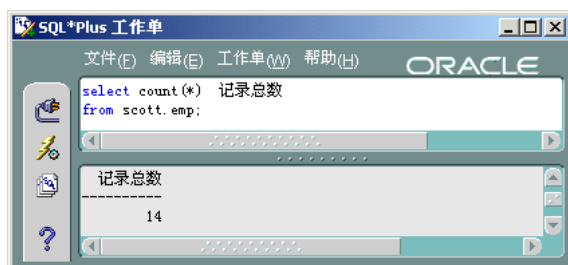 SQL*Plus 工作单
文件(F) 编辑(E) 工作单(W) 帮助(H)
ORACLE
select count(*) 记录总数
from scott.emp;
记录总数
----------
14